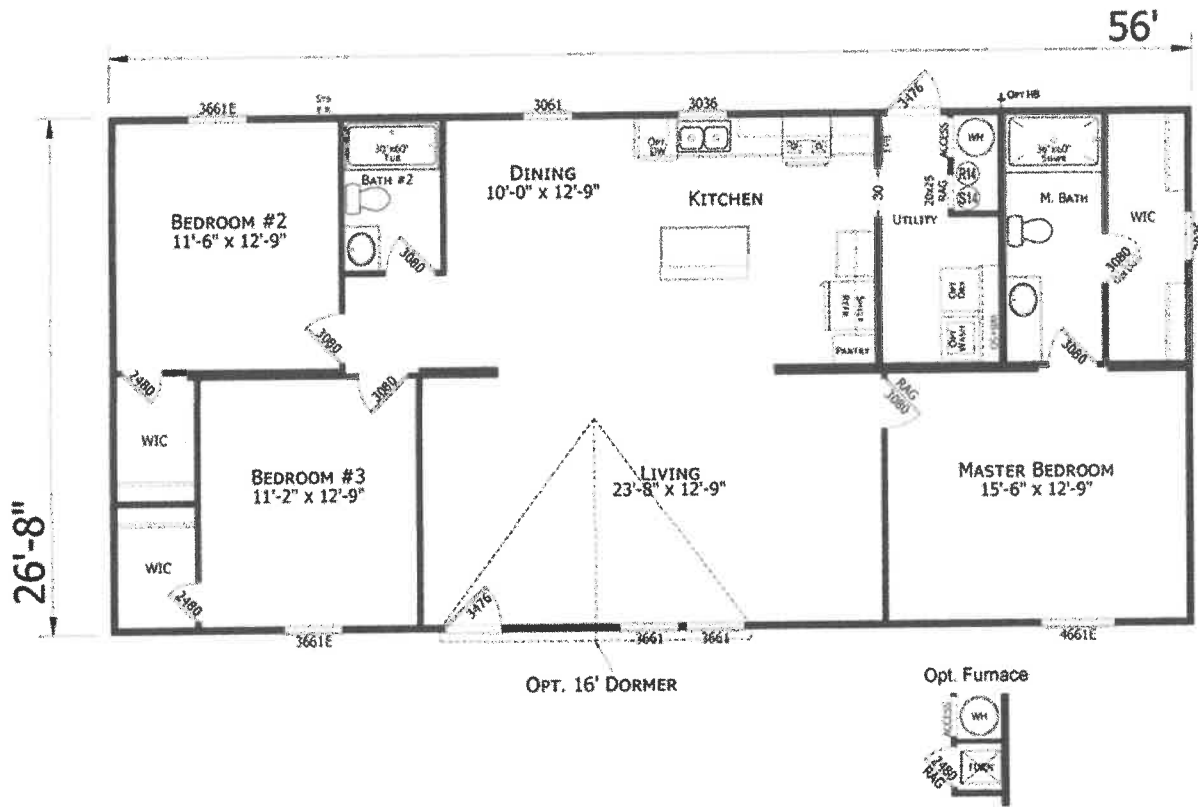 56'
26'-8"
3661E
3061
3036
3476
OPT HB
30"x60"
TUB
BATH #2
OPT
DW
DINING
10'-0" x 12'-9"
KITCHEN
BEDROOM #2
11'-6" x 12'-9"
3080
3080
30
ACCESS
WH
20x25
RAG
UTILITY
M. BATH
WIC
3080
OPT
DRY
OPT
WASH
REFR
PANTRY
3080
2480
3080
RAG
3080
WIC
BEDROOM #3
11'-2" x 12'-9"
LIVING
23'-8" x 12'-9"
MASTER BEDROOM
15'-6" x 12'-9"
WIC
2480
3476
3661E
3661
3661
4661E
OPT. 16' DORMER
Opt. Furnace
ACCESS
WH
2480
RAG
FURN